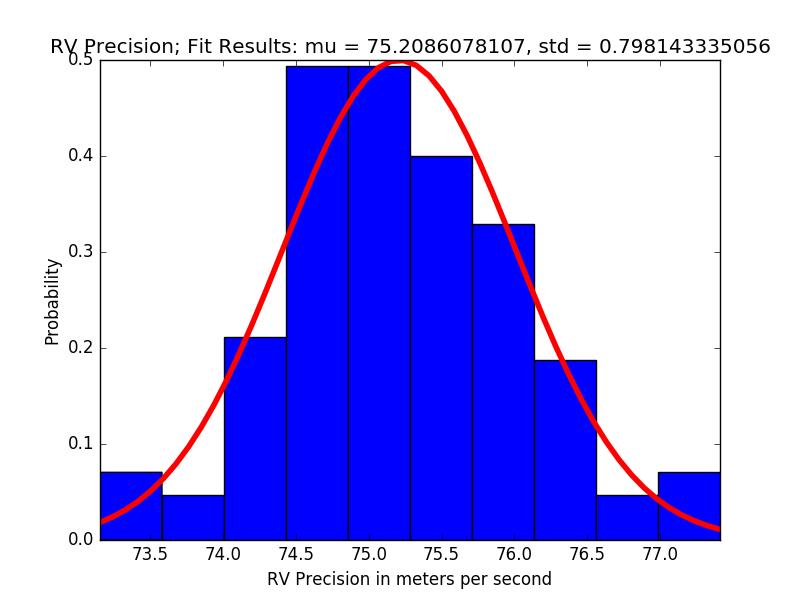 RV Precision; Fit Results: mu = 75.2086078107, std = 0.798143335056
0.5
0.4
0.3
0.2
0.1
0.0
Probability
73.5 74.0 74.5 75.0 75.5 76.0 76.5 77.0
RV Precision in meters per second